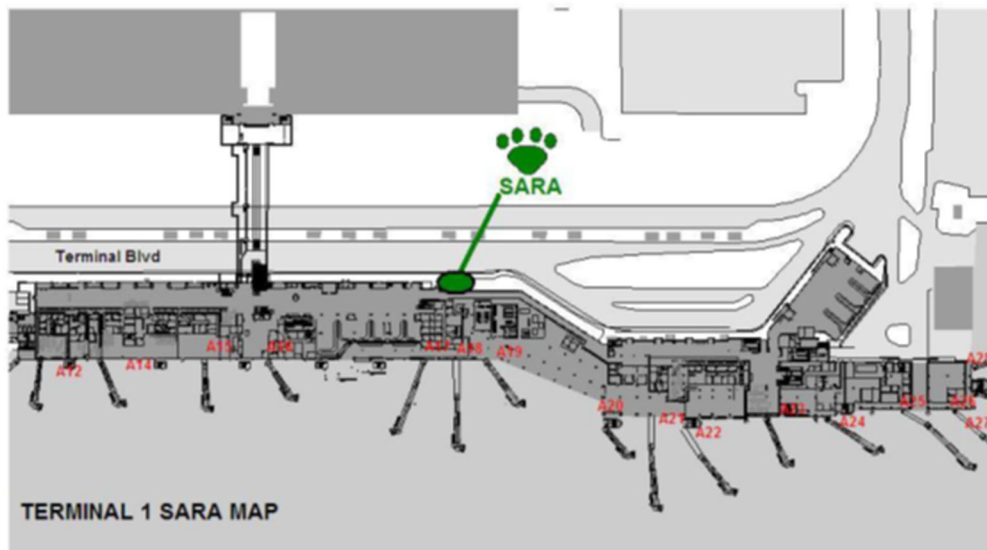 SARA
Terminal Blvd
A12
A14
A15
A16
A17
A18
A19
A20
A21
A22
A23
A24
A25
A26
A27
TERMINAL 1 SARA MAP